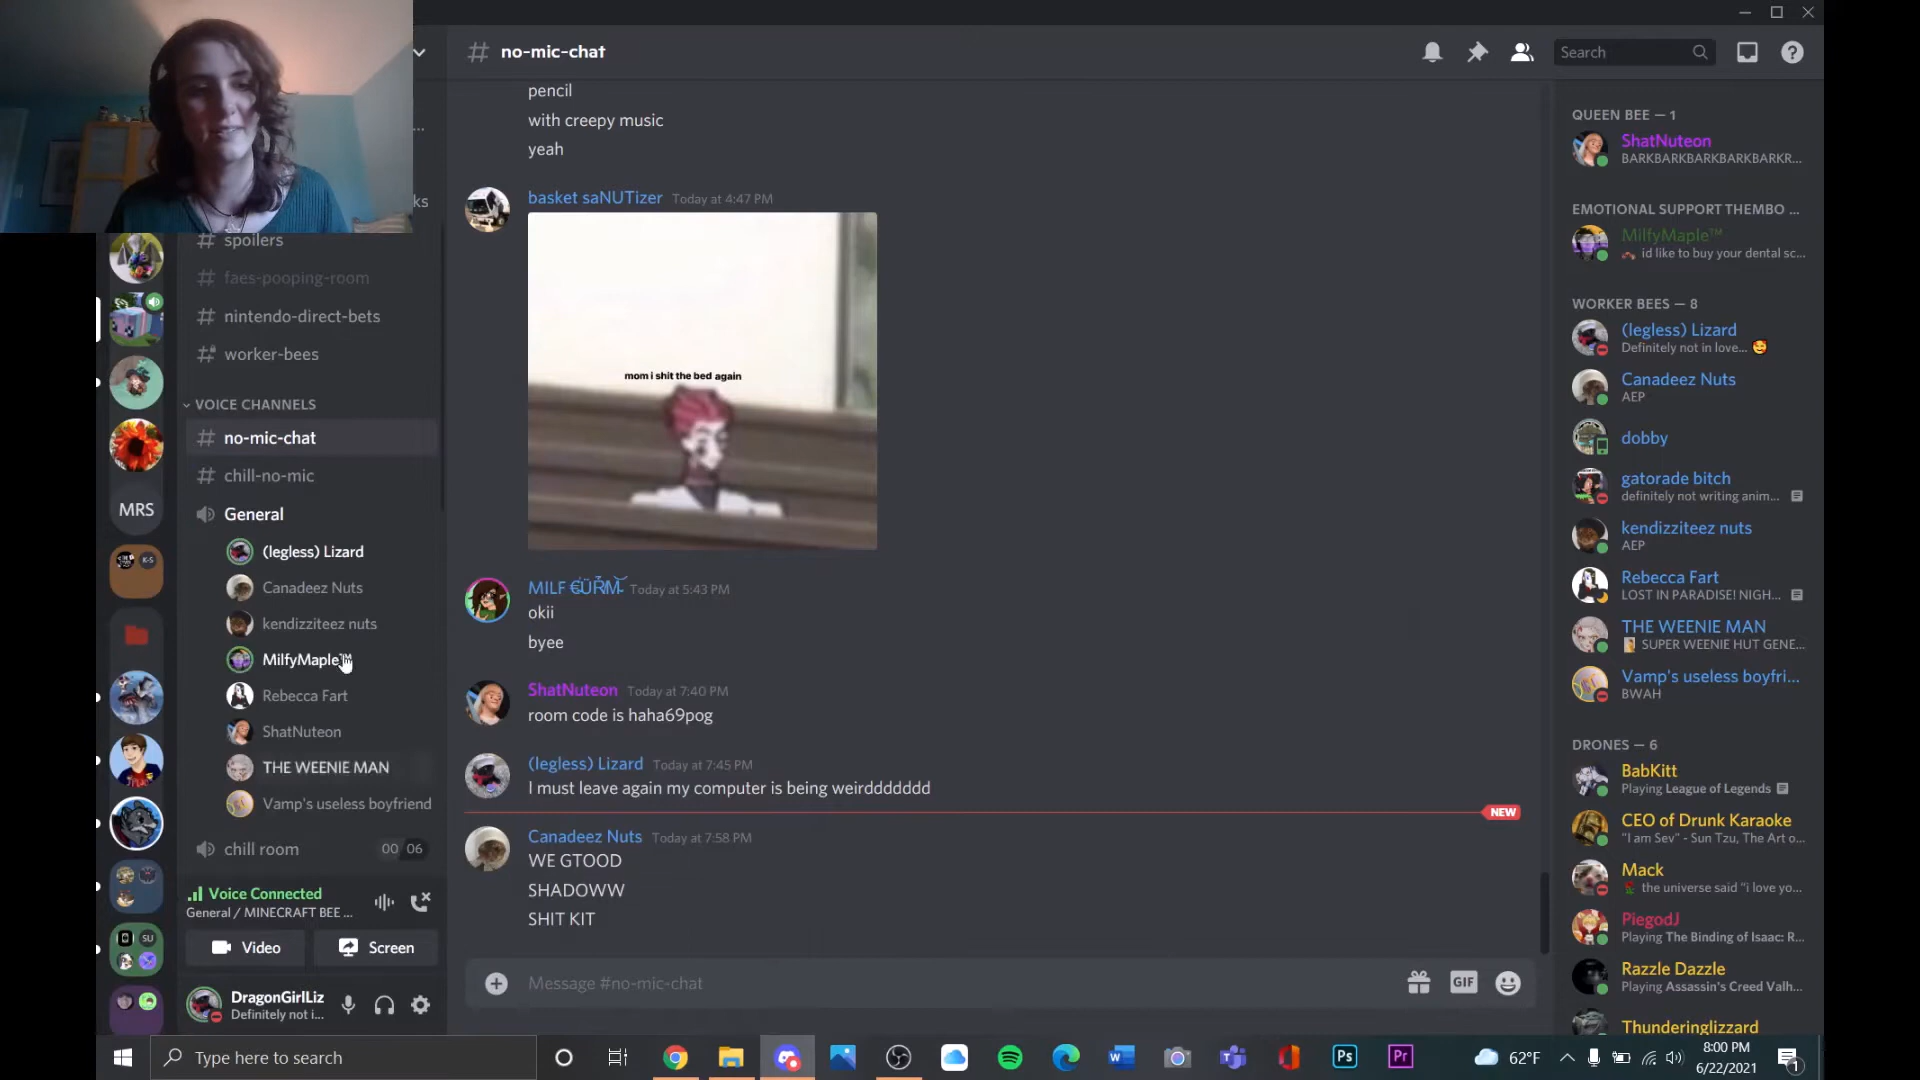 no-mic-chat
Search
...
ks
spoilers
faes-pooping-room
nintendo-direct-bets
worker-bees
VOICE CHANNELS
no-mic-chat
chill-no-mic
MRS
General
(legless) Lizard
Canadeez Nuts
K-S
kendizziteez nuts
MilfyMaple™
Rebecca Fart
ShatNuteon
THE WEENIE MAN
Vamp's useless boyfriend
chill room 00 06
Voice Connected
General / MINECRAFT BEE ...
SU
Video
Screen
DragonGirlLiz
Definitely not i...
pencil
with creepy music
yeah
basket saNUTizer Today at 4:47 PM
mom i shit the bed again
MILF €ÜRM Today at 5:43 PM
okii
byee
ShatNuteon Today at 7:40 PM
room code is haha69pog
(legless) Lizard Today at 7:45 PM
I must leave again my computer is being weirddddddd
NEW
Canadeez Nuts Today at 7:58 PM
WE GTOOD
SHADOWW
SHIT KIT
Message #no-mic-chat
GIF
QUEEN BEE — 1
ShatNuteon
BARKBARKBARKBARKBARKR...
EMOTIONAL SUPPORT THEMBO ...
MilfyMaple™
id like to buy your dental sc...
WORKER BEES — 8
(legless) Lizard
Definitely not in love... 🥰
Canadeez Nuts
AEP
dobby
gatorade bitch
definitely not writing anim...
kendizziteez nuts
AEP
Rebecca Fart
LOST IN PARADISE! NIGH...
THE WEENIE MAN
SUPER WEENIE HUT GENE...
Vamp's useless boyfri...
BWAH
DRONES — 6
BabKitt
Playing League of Legends
CEO of Drunk Karaoke
"I am Sev" - Sun Tzu, The Art o...
Mack
🌹 the universe said "i love yo...
PiegodJ
Playing The Binding of Isaac: R...
Razzle Dazzle
Playing Assassin's Creed Valh...
Thunderinglizzard
Type here to search
Ps
Pr
62°F
8:00 PM
6/22/2021
1